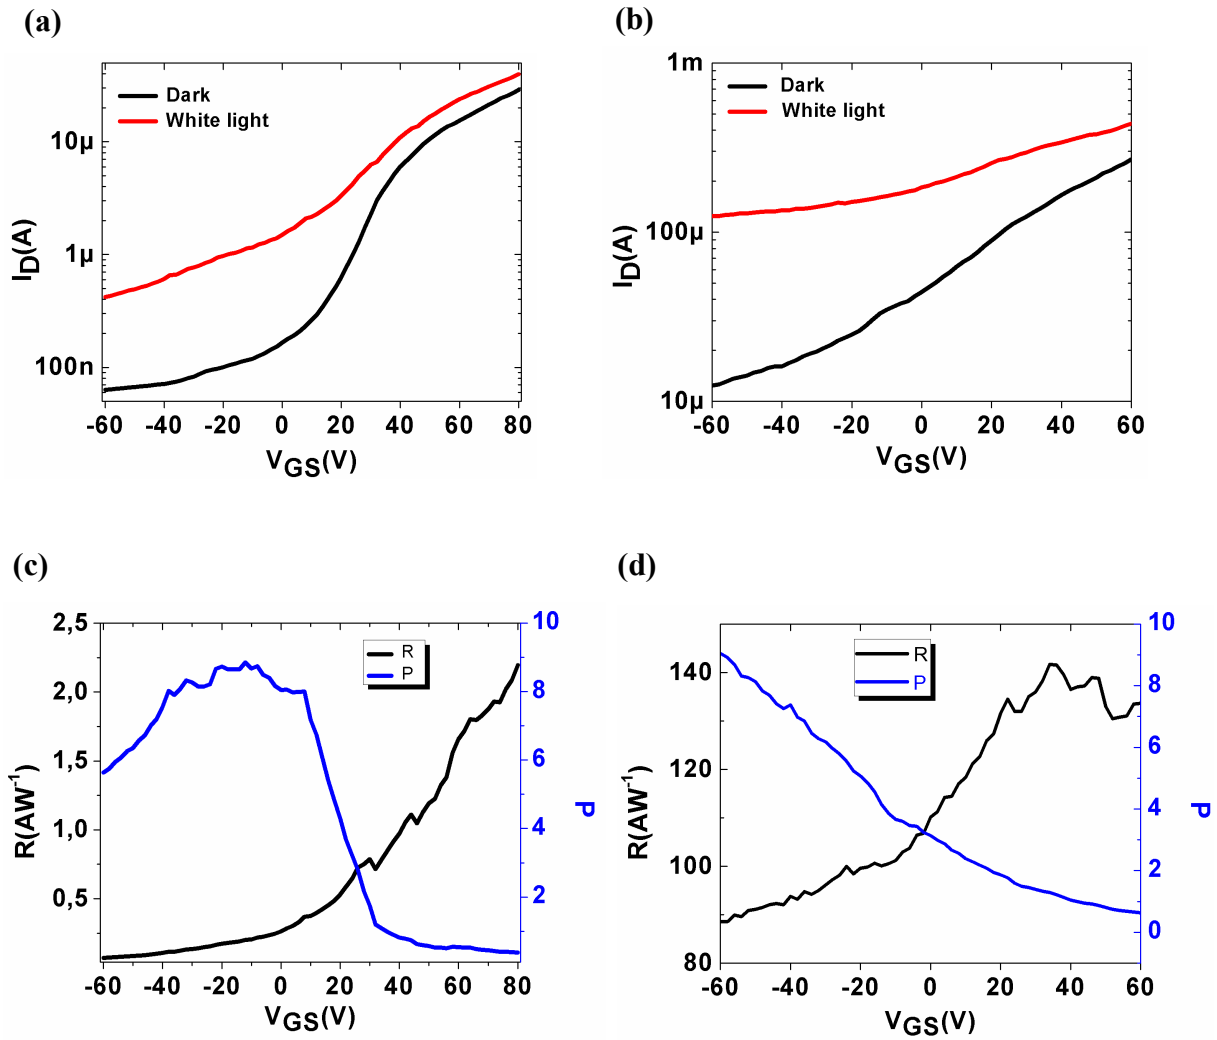 (a)
Dark
White light
10µ
1µ
100n
I_D(A)
-60 -40 -20 0 20 40 60 80
V_GS(V)
(b)
Dark
White light
1m
100µ
10µ
I_D(A)
-60 -40 -20 0 20 40 60
V_GS(V)
(c)
R
P
2,5
2,0
1,5
1,0
0,5
R(AW⁻¹)
10
8
6
4
2
P
-60 -40 -20 0 20 40 60 80
V_GS(V)
(d)
R
P
140
120
100
80
R(AW⁻¹)
10
8
6
4
2
0
P
-60 -40 -20 0 20 40 60
V_GS(V)